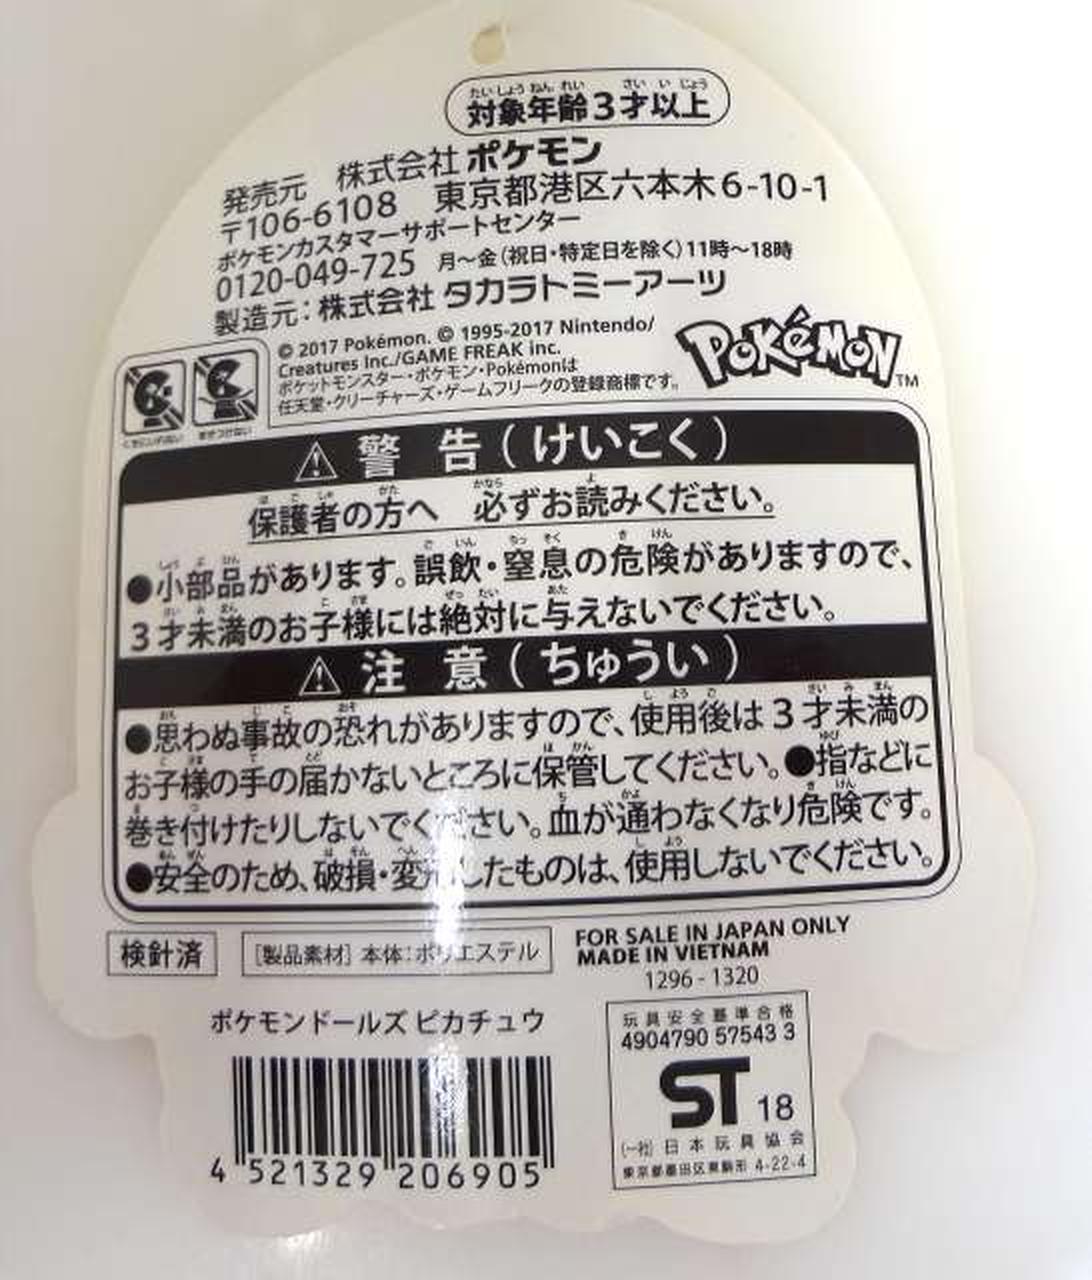 対象年齢3才以上
発売元 株式会社ポケモン
〒106-6108 東京都港区六本木6-10-1
ポケモンカスタマーサポートセンター
0120-049-725 月〜金(祝日・特定日を除く)11時〜18時
製造元:株式会社 タカラトミーアーツ
© 2017 Pokémon. © 1995-2017 Nintendo/
Creatures Inc./GAME FREAK inc.
ポケットモンスター・ポケモン・Pokémonは
任天堂・クリーチャーズ・ゲームフリークの登録商標です。
POKéMON TM
くちにいれない まきつけない
⚠ 警 告(けいこく)
保護者の方へ 必ずお読みください。
●小部品があります。誤飲・窒息の危険がありますので、
3才未満のお子様には絶対に与えないでください。
⚠ 注 意(ちゅうい)
●思わぬ事故の恐れがありますので、使用後は3才未満の
お子様の手の届かないところに保管してください。●指などに
巻き付けたりしないでください。血が通わなくなり危険です。
●安全のため、破損・変形したものは、使用しないでください。
検針済
[製品素材] 本体:ポリエステル
FOR SALE IN JAPAN ONLY
MADE IN VIETNAM
1296 - 1320
ポケモンドールズ ピカチュウ
4 521329 206905
玩具安全基準合格
4904790 57543 3
ST 18
(一社)日本玩具協会
東京都墨田区東駒形 4-22-4